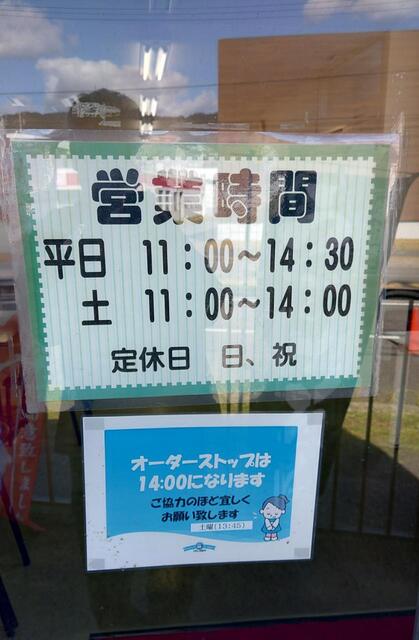 営業時間
平日 11:00～14:30
土 11:00～14:00
定休日 日、祝
オーダーストップは
14:00になります
ご協力のほど宜しく
お願い致します
土曜(13:45)